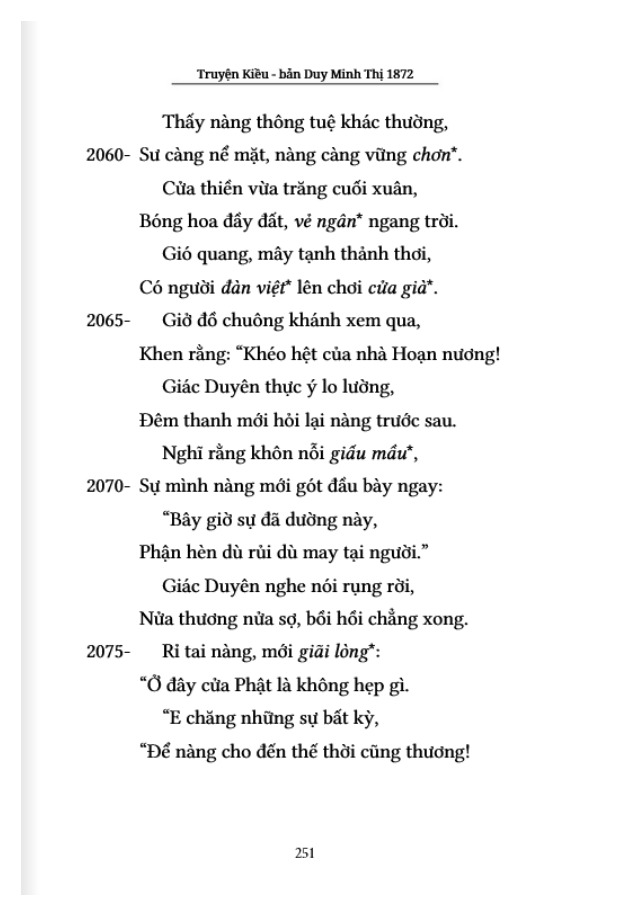 Truyện Kiều - bản Duy Minh Thị 1872
Thấy nàng thông tuệ khác thường,
2060- Sư càng nể mặt, nàng càng vững chơn*.
Cửa thiền vừa trăng cuối xuân,
Bóng hoa đầy đất, vẻ ngân* ngang trời.
Gió quang, mây tạnh thảnh thơi,
Có người đàn việt* lên chơi cửa già*.
2065- Giở đồ chuông khánh xem qua,
Khen rằng: “Khéo hệt của nhà Hoạn nương!
Giác Duyên thực ý lo lường,
Đêm thanh mới hỏi lại nàng trước sau.
Nghĩ rằng khôn nỗi giấu mầu*,
2070- Sự mình nàng mới gót đầu bày ngay:
“Bây giờ sự đã dường này,
Phận hèn dù rủi dù may tại người.”
Giác Duyên nghe nói rụng rời,
Nửa thương nửa sợ, bồi hồi chẳng xong.
2075- Rỉ tai nàng, mới giãi lòng*:
“Ở đây cửa Phật là không hẹp gì.
“E chăng những sự bất kỳ,
“Để nàng cho đến thế thời cũng thương!
251